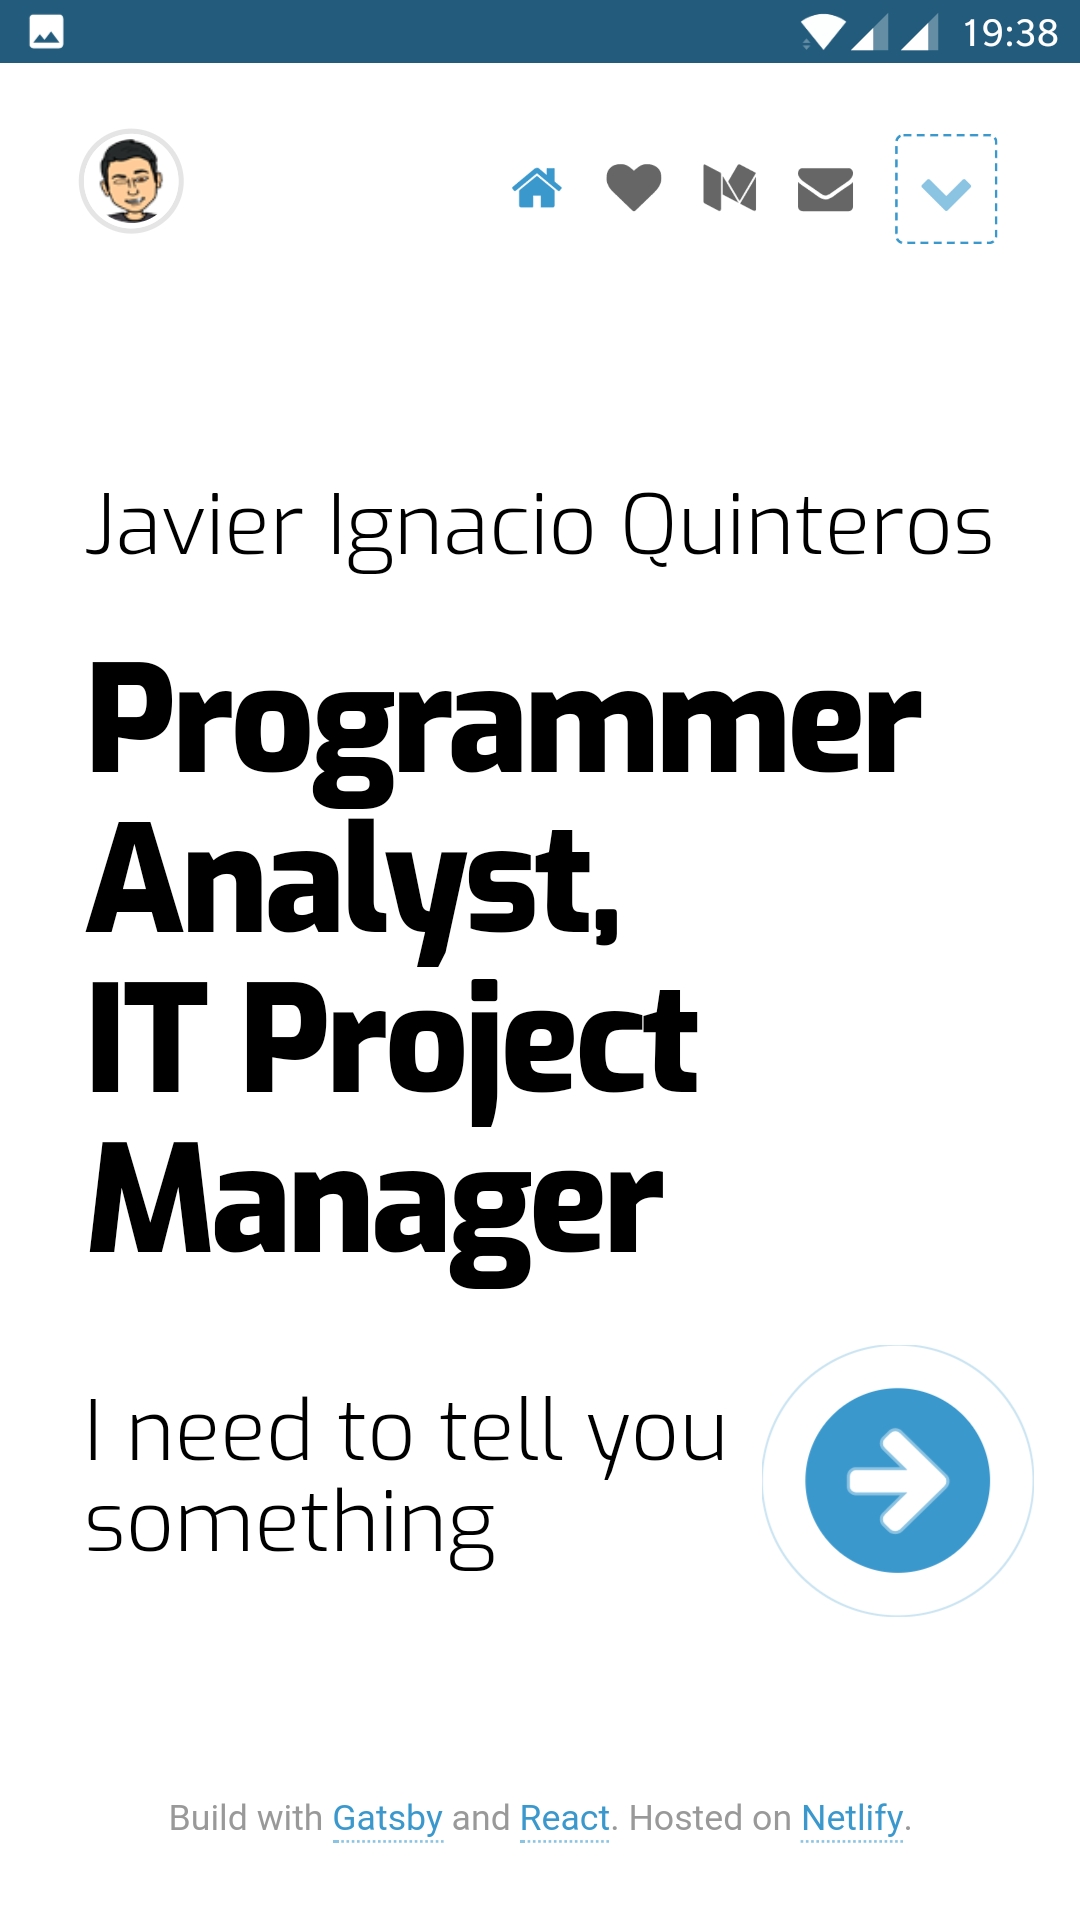 19:38
Javier Ignacio Quinteros
Programmer
Analyst,
IT Project
Manager
I need to tell you
something
Build with Gatsby and React. Hosted on Netlify.